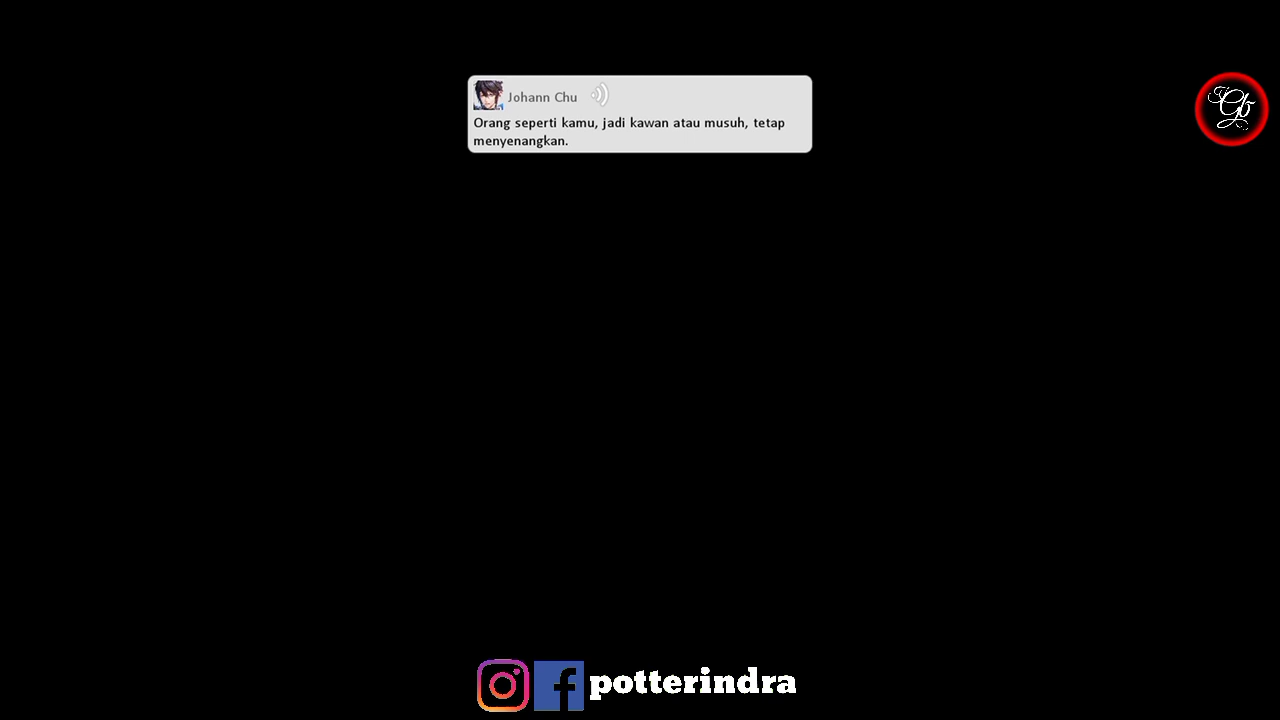 Johann Chu
Orang seperti kamu, jadi kawan atau musuh, tetap
menyenangkan.
potterindra